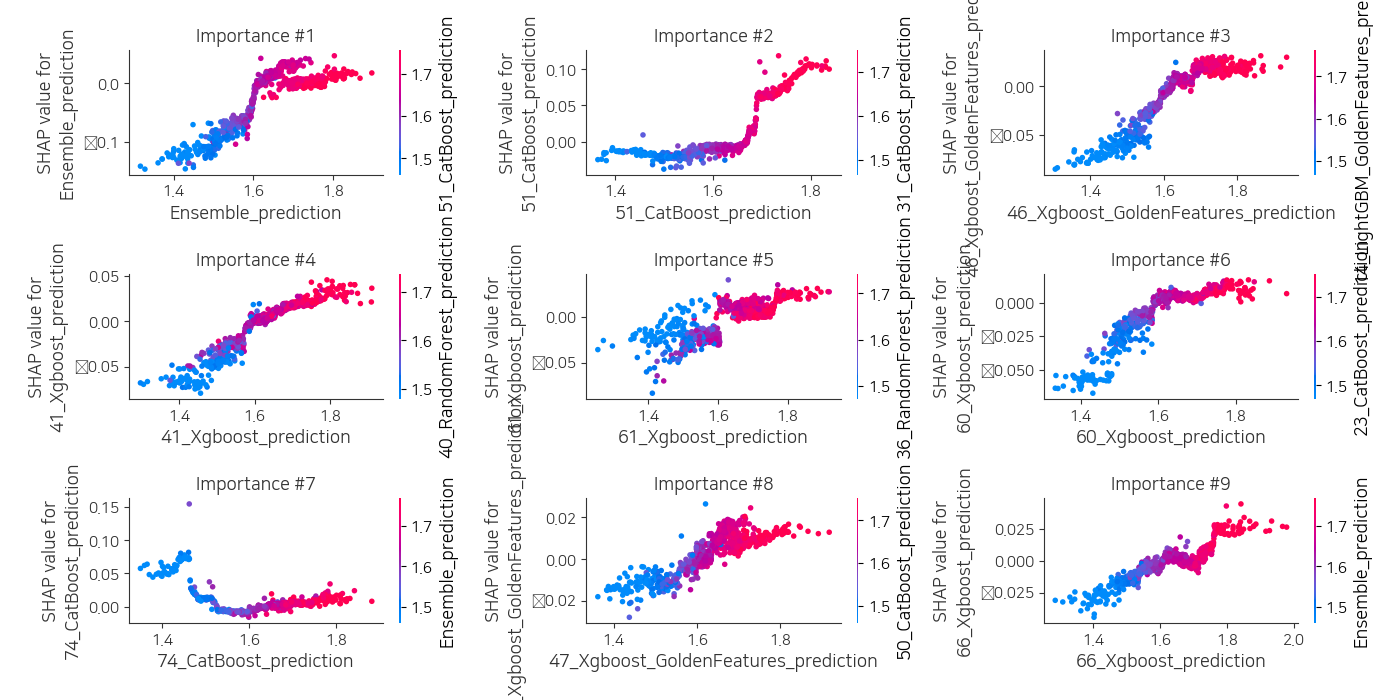 Importance #1
SHAP value for
Ensemble_prediction
0.0
☒0.1
1.4 1.6 1.8
Ensemble_prediction
1.7
1.6
1.5
51_CatBoost_prediction
Importance #2
SHAP value for
51_CatBoost_prediction
0.10
0.05
0.00
1.4 1.6 1.8
51_CatBoost_prediction
1.7
1.6
1.5
31_CatBoost_prediction
Importance #3
SHAP value for
46_Xgboost_GoldenFeatures_pre
0.00
☒0.05
1.4 1.6 1.8
46_Xgboost_GoldenFeatures_prediction
1.7
1.6
1.5
LightGBM_GoldenFeatures_pre
Importance #4
SHAP value for
41_Xgboost_prediction
0.05
0.00
☒0.05
1.4 1.6 1.8
41_Xgboost_prediction
1.7
1.6
1.5
40_RandomForest_prediction
Importance #5
SHAP value for
61_Xgboost_prediction
0.00
☒0.05
1.4 1.6 1.8
61_Xgboost_prediction
1.7
1.6
1.5
36_RandomForest_prediction
Importance #6
SHAP value for
60_Xgboost_prediction
0.000
☒0.025
☒0.050
1.4 1.6 1.8
60_Xgboost_prediction
1.7
1.6
1.5
23_CatBoost_prediction
Importance #7
SHAP value for
74_CatBoost_prediction
0.15
0.10
0.05
0.00
1.4 1.6 1.8
74_CatBoost_prediction
1.7
1.6
1.5
Ensemble_prediction
Importance #8
SHAP value for
_Xgboost_GoldenFeatures_prediction
0.02
0.00
☒0.02
1.4 1.6 1.8
47_Xgboost_GoldenFeatures_prediction
1.7
1.6
1.5
50_CatBoost_prediction
Importance #9
SHAP value for
66_Xgboost_prediction
0.025
0.000
☒0.025
1.4 1.6 1.8 2.0
66_Xgboost_prediction
1.7
1.6
1.5
Ensemble_prediction